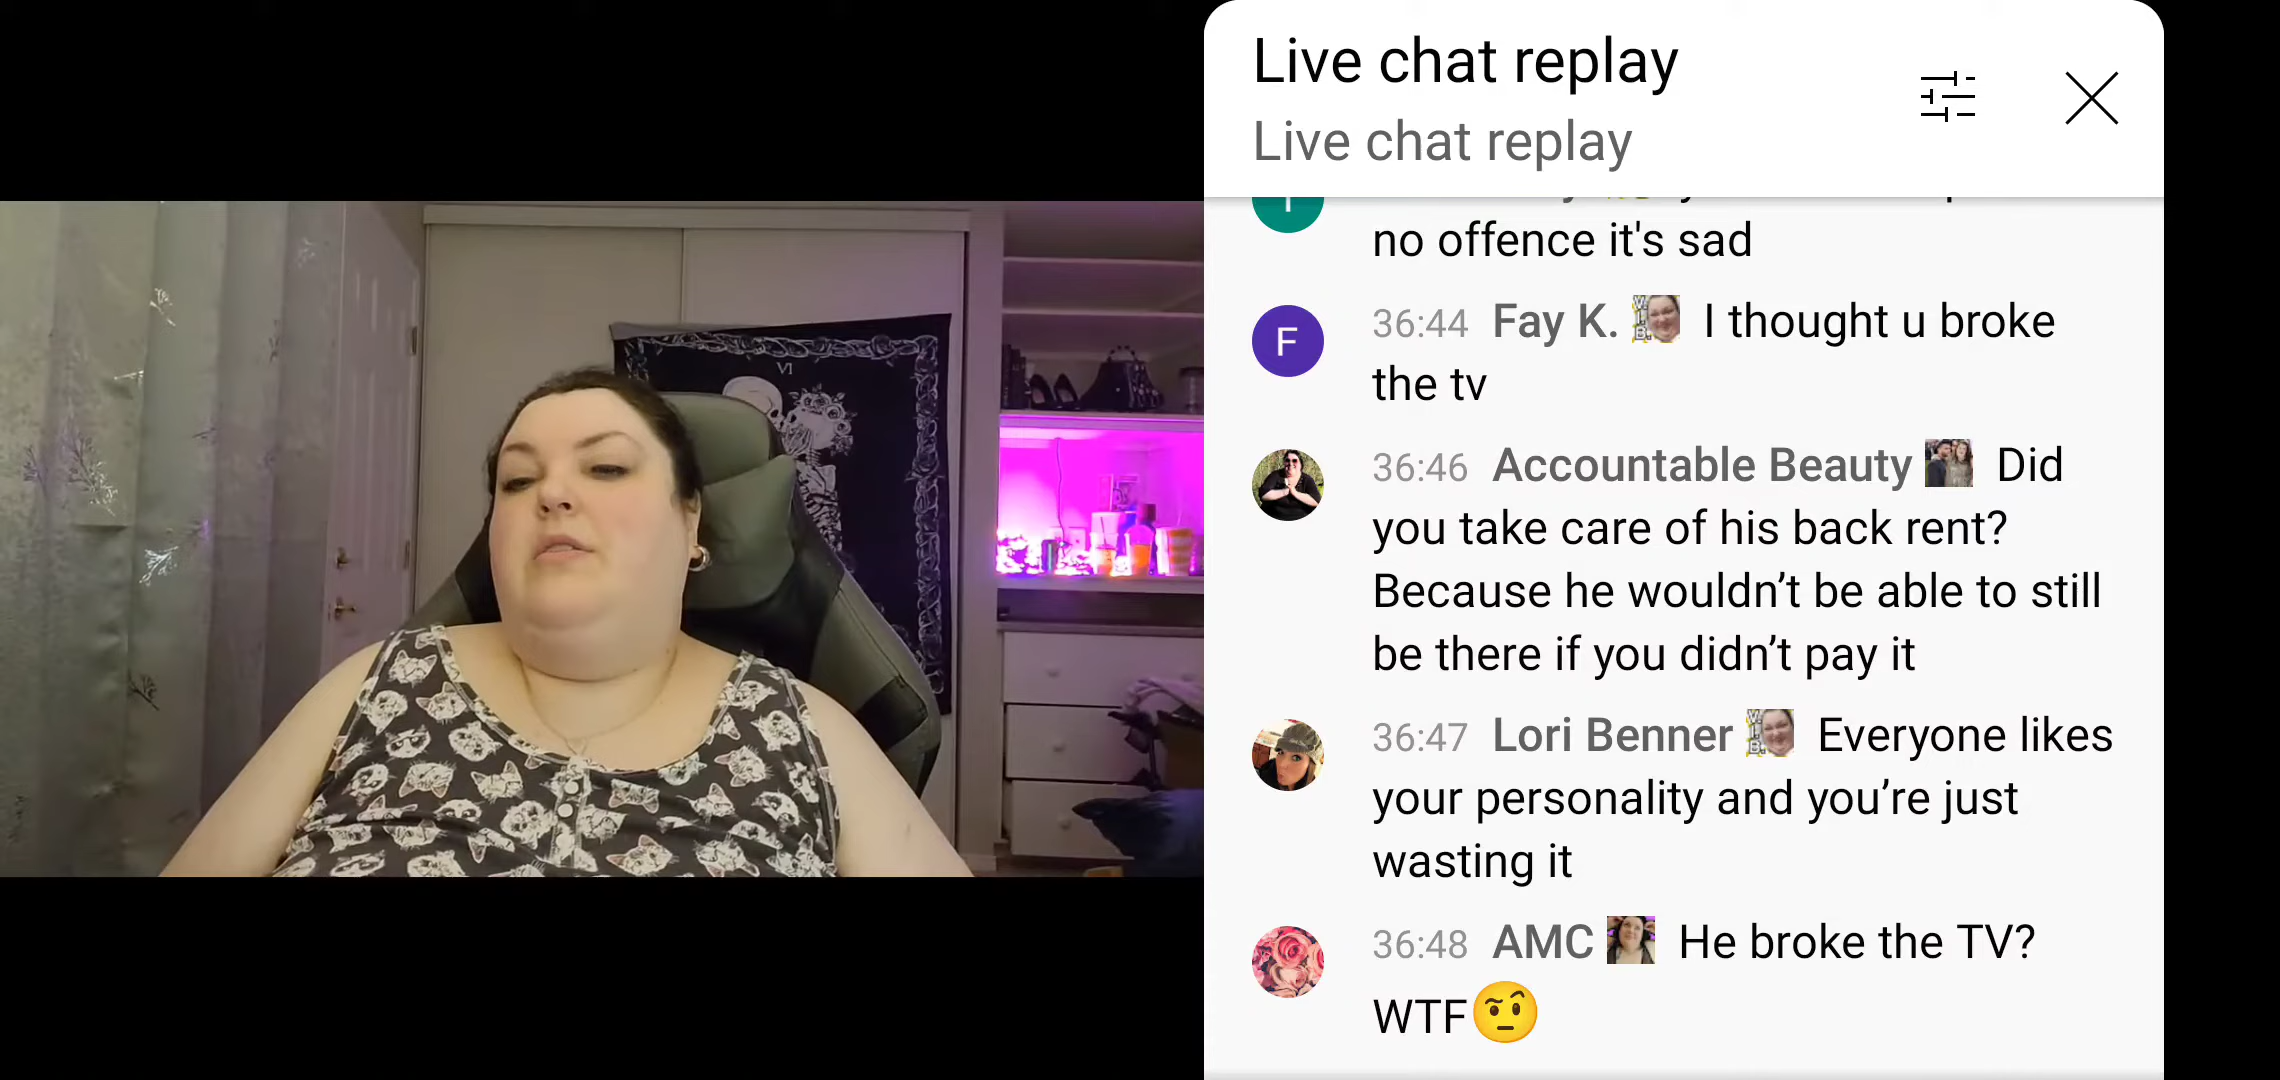 Live chat replay
Live chat replay
no offence it's sad
F
36:44 Fay K. I thought u broke
the tv
36:46 Accountable Beauty Did
you take care of his back rent?
Because he wouldn’t be able to still
be there if you didn’t pay it
36:47 Lori Benner Everyone likes
your personality and you’re just
wasting it
36:48 AMC He broke the TV?
WTF🤨
VI